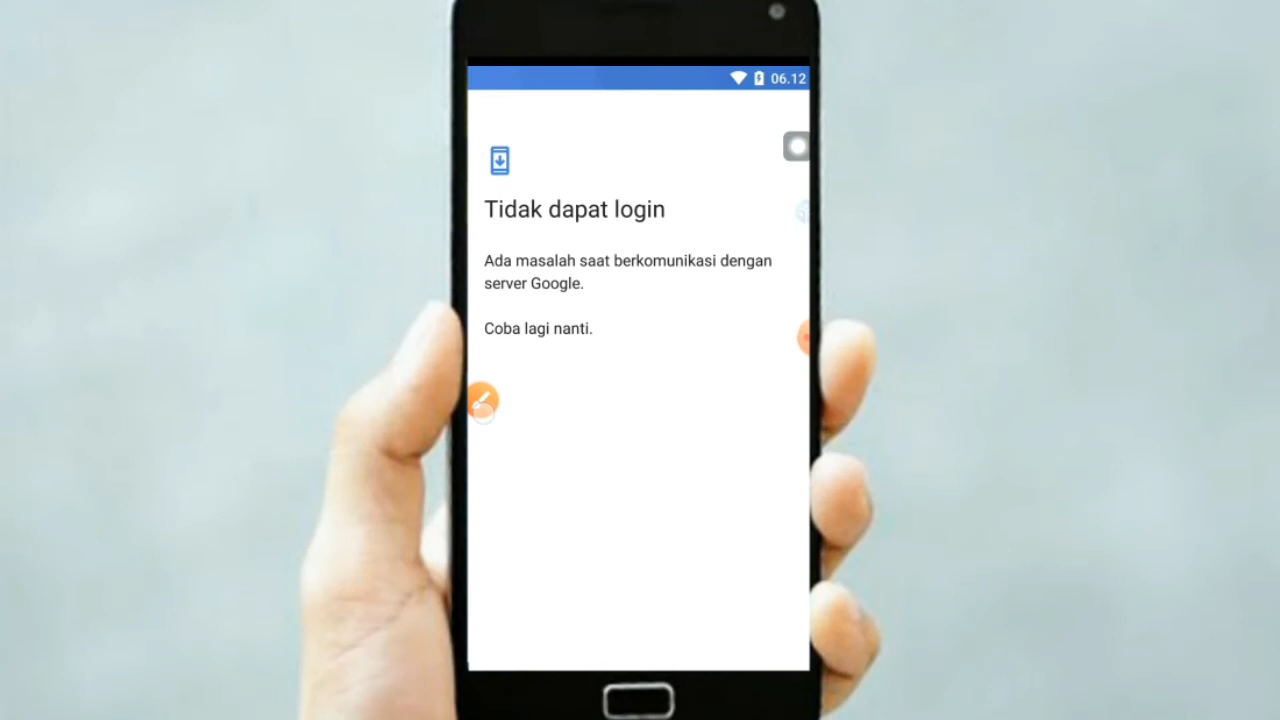 06.12
Tidak dapat login
Ada masalah saat berkomunikasi dengan
server Google.
Coba lagi nanti.